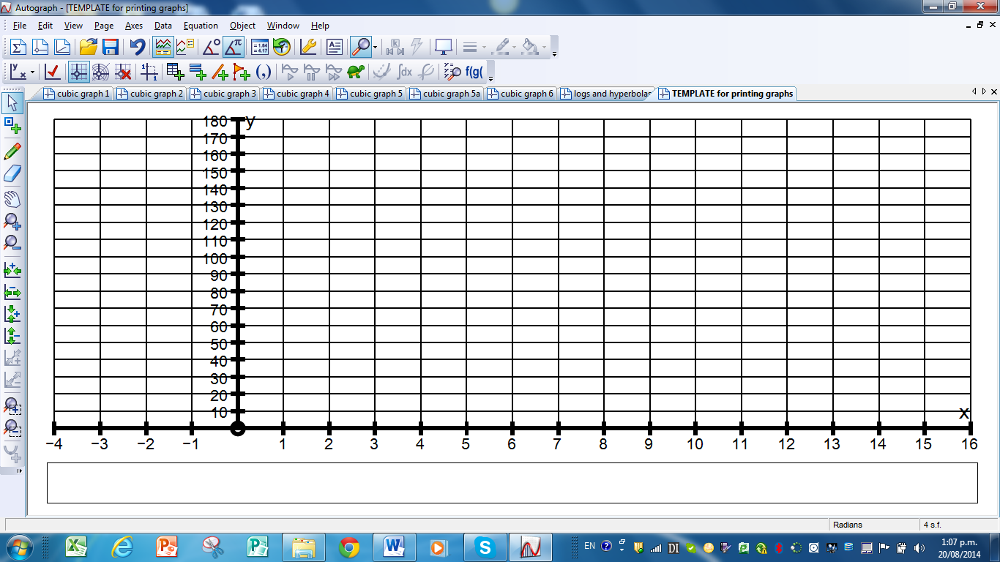 Autograph - [TEMPLATE for printing graphs]
File Edit View Page Axes Data Equation Object Window Help
cubic graph 1 cubic graph 2 cubic graph 3 cubic graph 4 cubic graph 5 cubic graph 5a cubic graph 6 logs and hyperbolas TEMPLATE for printing graphs
180 y
170
160
150
140
130
120
110
100
90
80
70
60
50
40
30
20
10 x
−4 −3 −2 −1 1 2 3 4 5 6 7 8 9 10 11 12 13 14 15 16
Radians 4 s.f.
EN 1:07 p.m.
20/08/2014